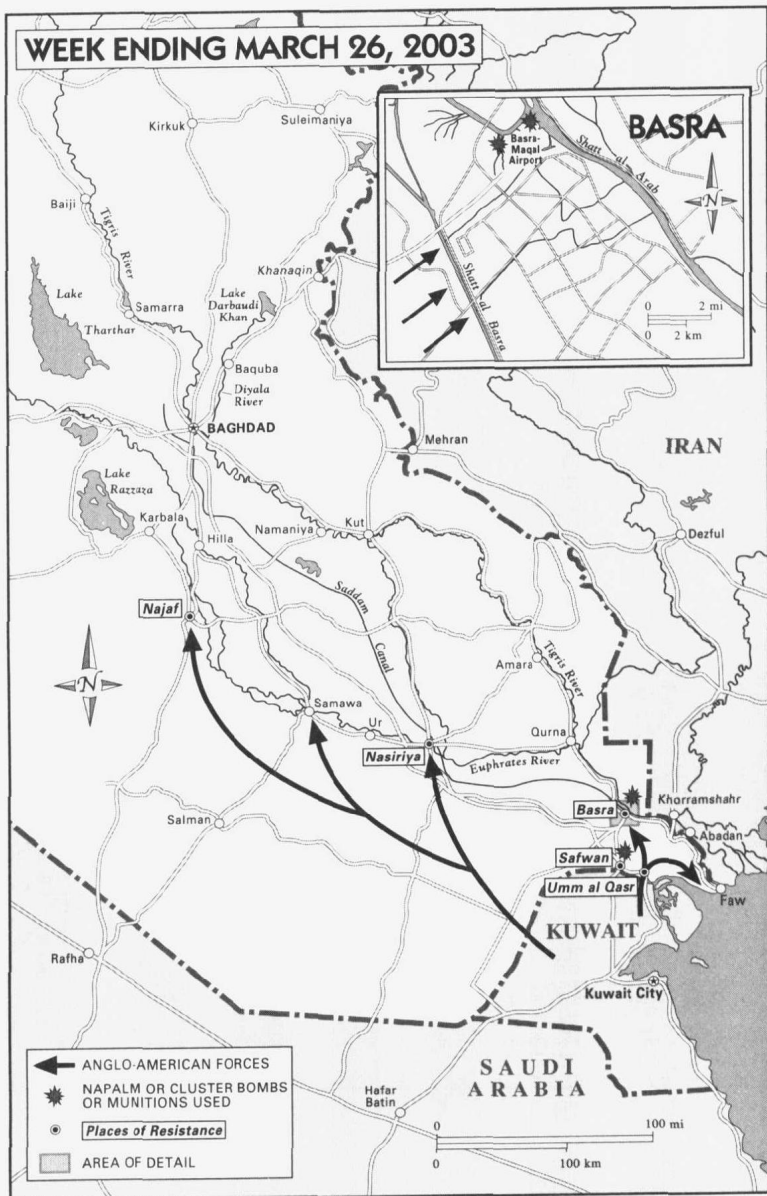 WEEK ENDING MARCH 26, 2003
BASRA
Basra-
Maqal
Airport
Shatt al Arab
N
Shatt al Basra
0 2 mi
0 2 km
Kirkuk
Suleimaniya
Baiji
Tigris River
Khanaqin
Lake
Tharthar
Samarra
Lake
Darbaudi
Khan
Baquba
Diyala
River
BAGHDAD
Mehran
IRAN
Lake
Razzaza
Karbala
Hilla
Namaniya
Kut
Dezful
Saddam
Canal
Najaf
N
Amara
Tigris River
Samawa
Ur
Nasiriya
Qurna
Euphrates River
Salman
Basra
Khorramshahr
Abadan
Safwan
Umm al Qasr
Faw
KUWAIT
Rafha
Kuwait City
SAUDI
ARABIA
Hafar
Batin
ANGLO-AMERICAN FORCES
NAPALM OR CLUSTER BOMBS
OR MUNITIONS USED
Places of Resistance
AREA OF DETAIL
0 100 mi
0 100 km